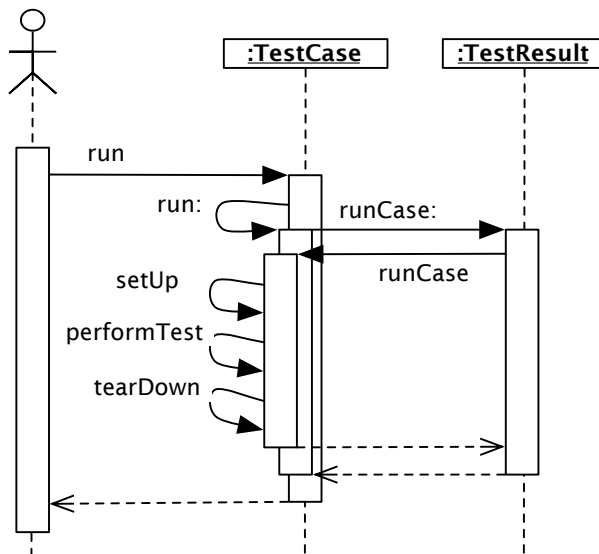 :TestCase
:TestResult
run
run:
runCase:
runCase
setUp
performTest
tearDown